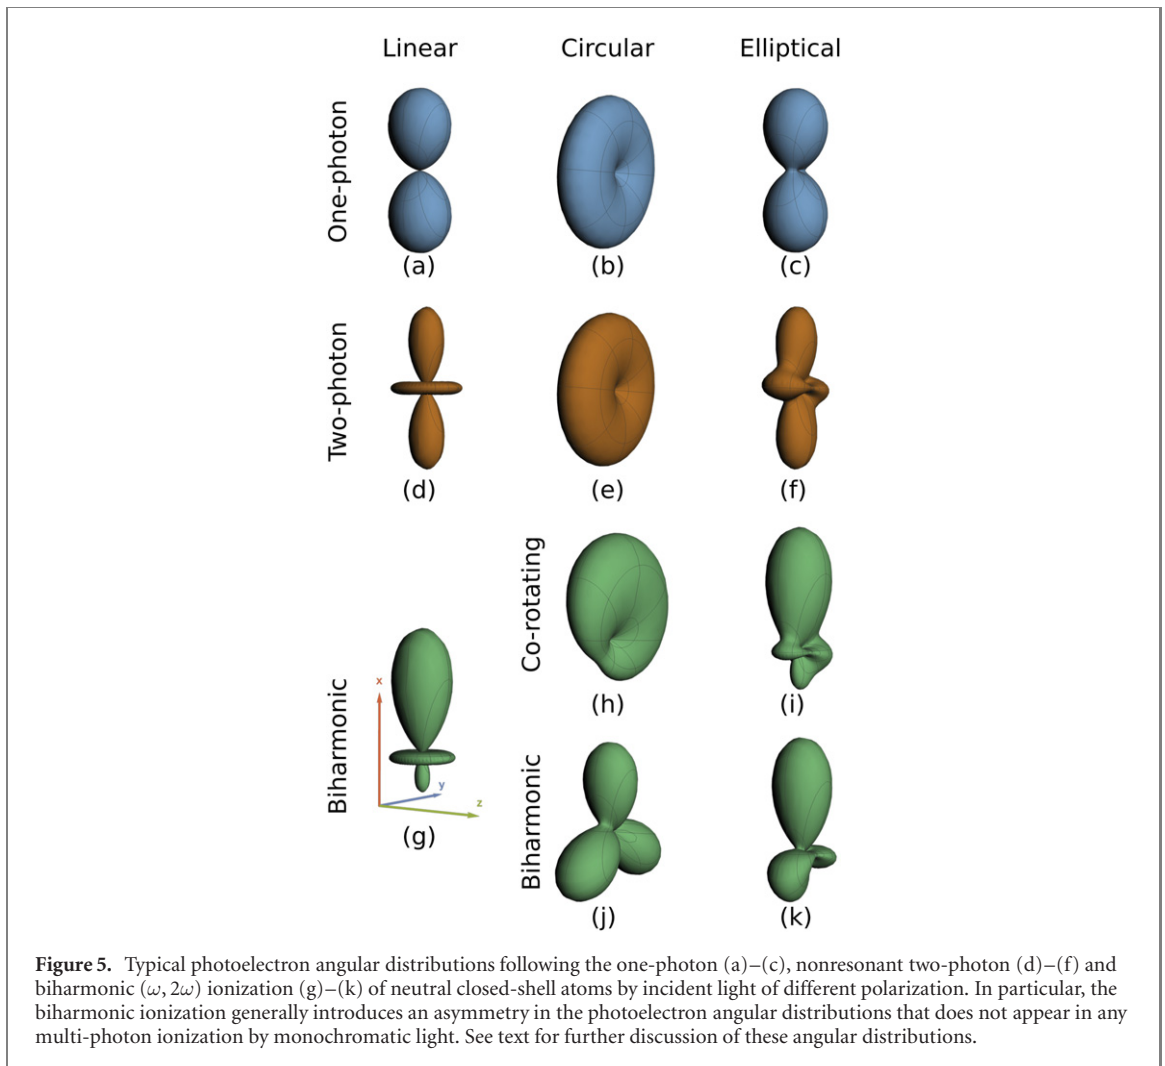 Linear Circular Elliptical
One-photon
(a) (b) (c)
Two-photon
(d) (e) (f)
Co-rotating
(h) (i)
Biharmonic
x
y
z
(g)
Biharmonic
(j) (k)
Figure 5. Typical photoelectron angular distributions following the one-photon (a)–(c), nonresonant two-photon (d)–(f) and
biharmonic (ω, 2ω) ionization (g)–(k) of neutral closed-shell atoms by incident light of different polarization. In particular, the
biharmonic ionization generally introduces an asymmetry in the photoelectron angular distributions that does not appear in any
multi-photon ionization by monochromatic light. See text for further discussion of these angular distributions.